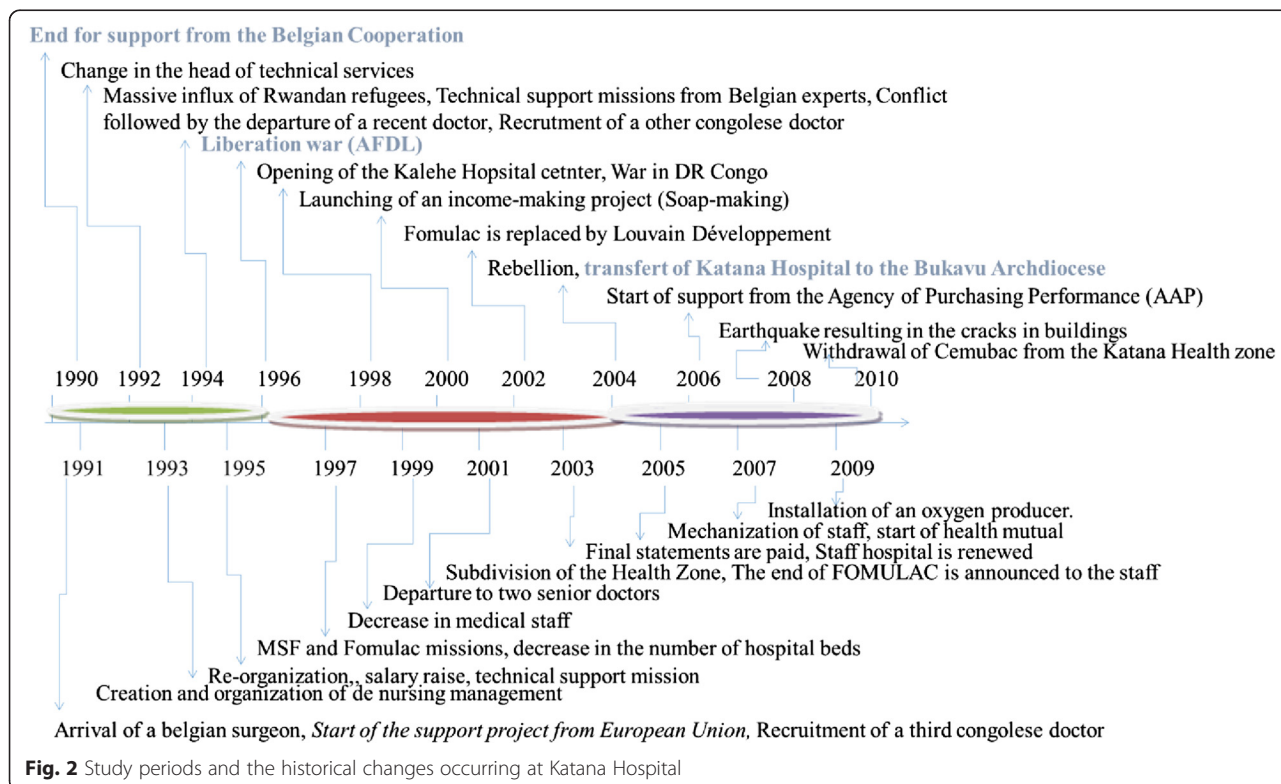 End for support from the Belgian Cooperation
Change in the head of technical services
Massive influx of Rwandan refugees, Technical support missions from Belgian experts, Conflict
followed by the departure of a recent doctor, Recrutment of a other congolese doctor
Liberation war (AFDL)
Opening of the Kalehe Hopsital cetnter, War in DR Congo
Launching of an income-making project (Soap-making)
Fomulac is replaced by Louvain Développement
Rebellion, transfert of Katana Hospital to the Bukavu Archdiocese
Start of support from the Agency of Purchasing Performance (AAP)
Earthquake resulting in the cracks in buildings
Withdrawal of Cemubac from the Katana Health zone
1990 1992 1994 1996 1998 2000 2002 2004 2006 2008 2010
1991 1993 1995 1997 1999 2001 2003 2005 2007 2009
Installation of an oxygen producer.
Mechanization of staff, start of health mutual
Final statements are paid, Staff hospital is renewed
Subdivision of the Health Zone, The end of FOMULAC is announced to the staff
Departure to two senior doctors
Decrease in medical staff
MSF and Fomulac missions, decrease in the number of hospital beds
Re-organization,, salary raise, technical support mission
Creation and organization of de nursing management
Arrival of a belgian surgeon, Start of the support project from European Union, Recruitment of a third congolese doctor
Fig. 2 Study periods and the historical changes occurring at Katana Hospital